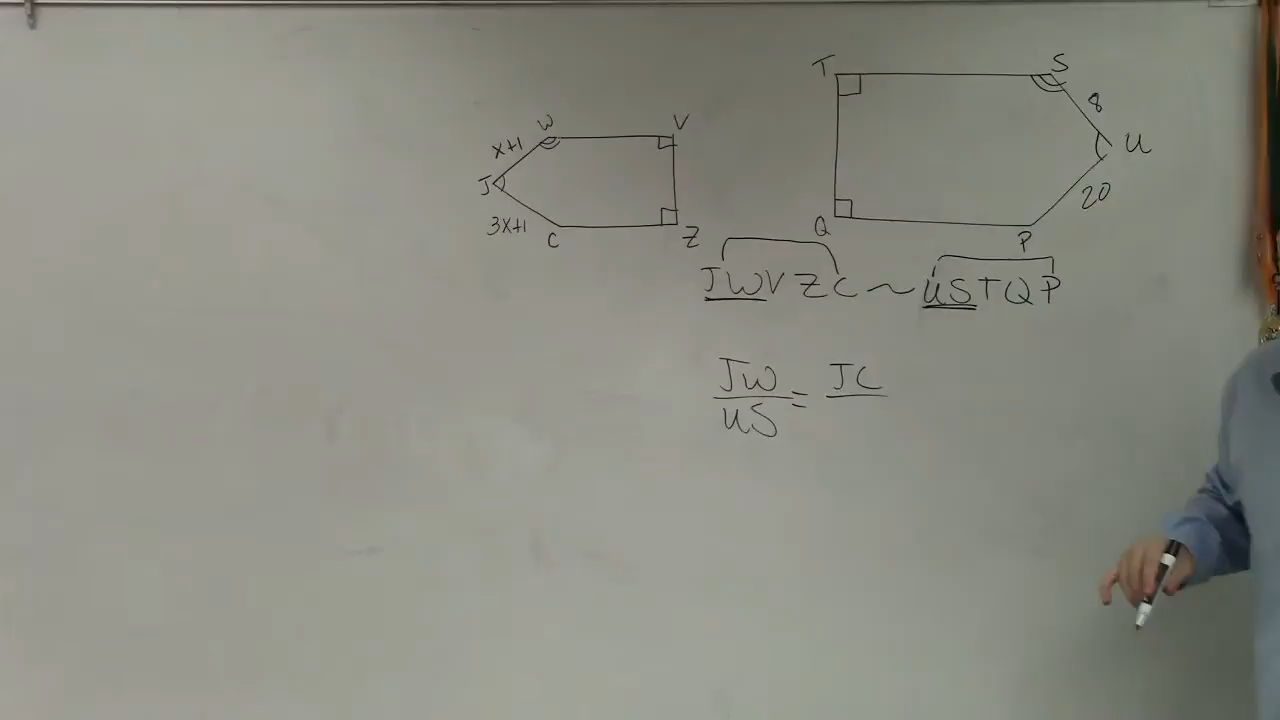 T
S
8
U
20
P
Q
W
V
x+1
J
3x+1
C
Z
JWVZC ~ USTQP
JW/US = JC/